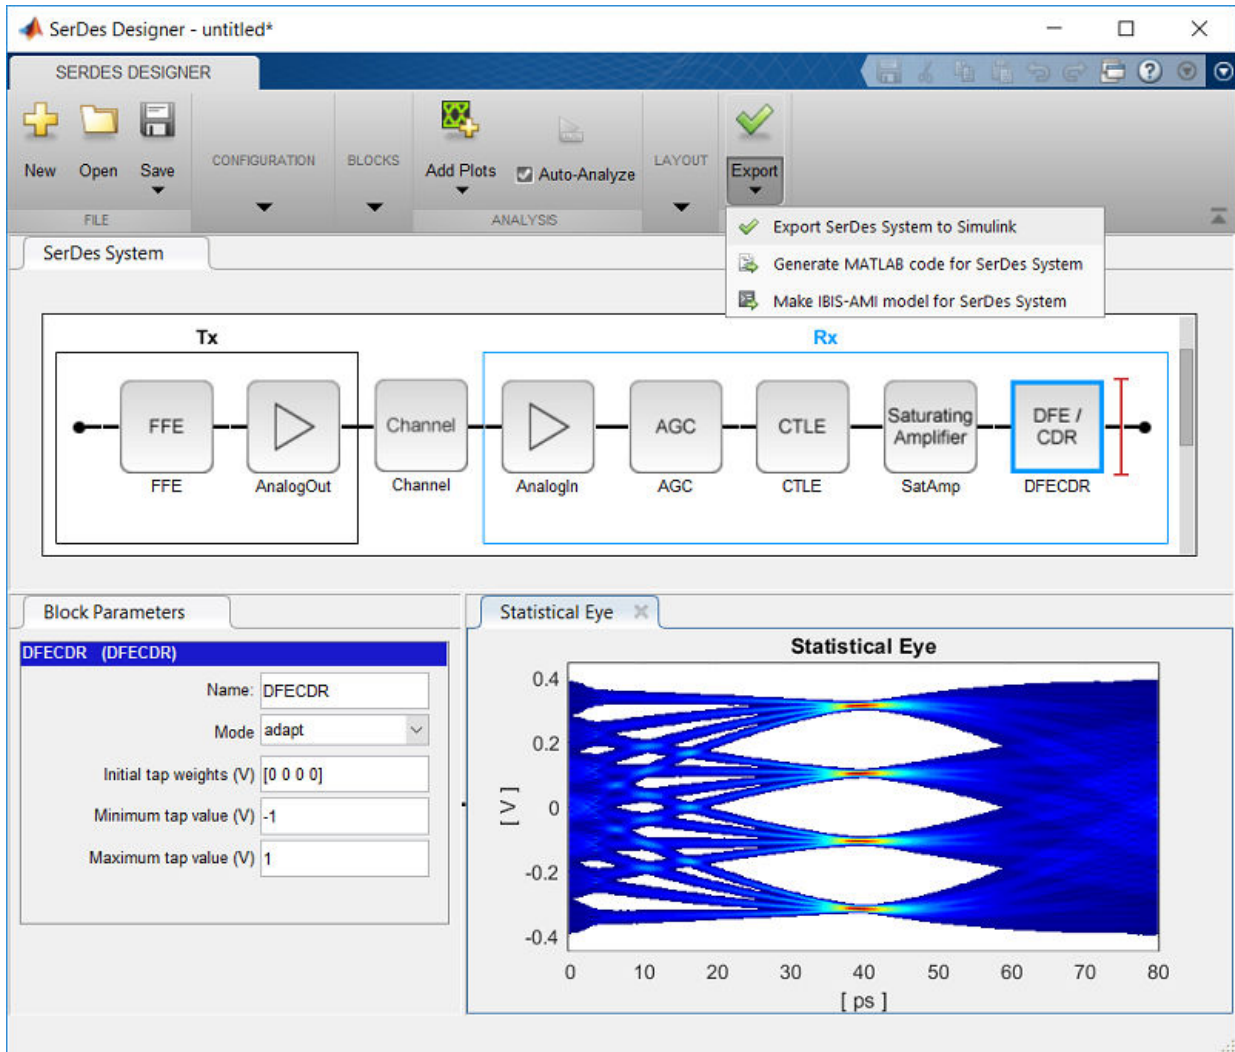 SerDes Designer - untitled*
SERDES DESIGNER
New Open Save
CONFIGURATION
BLOCKS
Add Plots
Auto-Analyze
LAYOUT
Export
FILE
ANALYSIS
Export SerDes System to Simulink
Generate MATLAB code for SerDes System
Make IBIS-AMI model for SerDes System
SerDes System
Tx Rx
FFE Channel AGC CTLE Saturating Amplifier DFE / CDR
FFE AnalogOut Channel AnalogIn AGC CTLE SatAmp DFECDR
Block Parameters
DFECDR (DFECDR)
Name: DFECDR
Mode adapt
Initial tap weights (V) [0 0 0 0]
Minimum tap value (V) -1
Maximum tap value (V) 1
Statistical Eye
Statistical Eye
0.4
0.2
0
-0.2
-0.4
[ V ]
0 10 20 30 40 50 60 70 80
[ ps ]